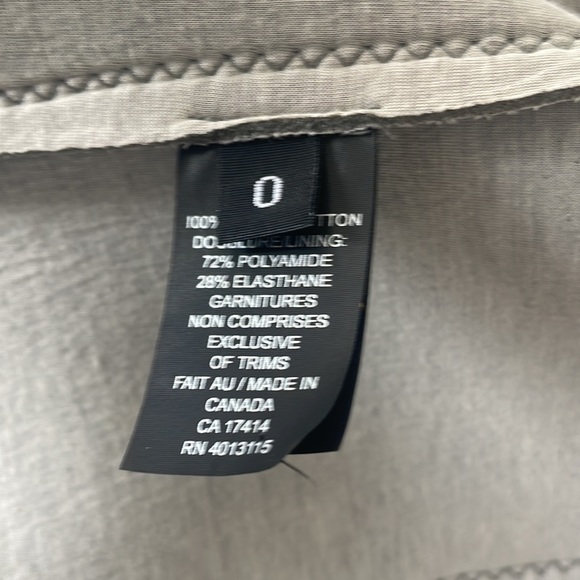 0
100% TTON
LINING:
72% POLYAMIDE
28% ELASTHANE
GARNITURES
NON COMPRISES
EXCLUSIVE
OF TRIMS
FAIT AU / MADE IN
CANADA
CA 17414
RN 4013115